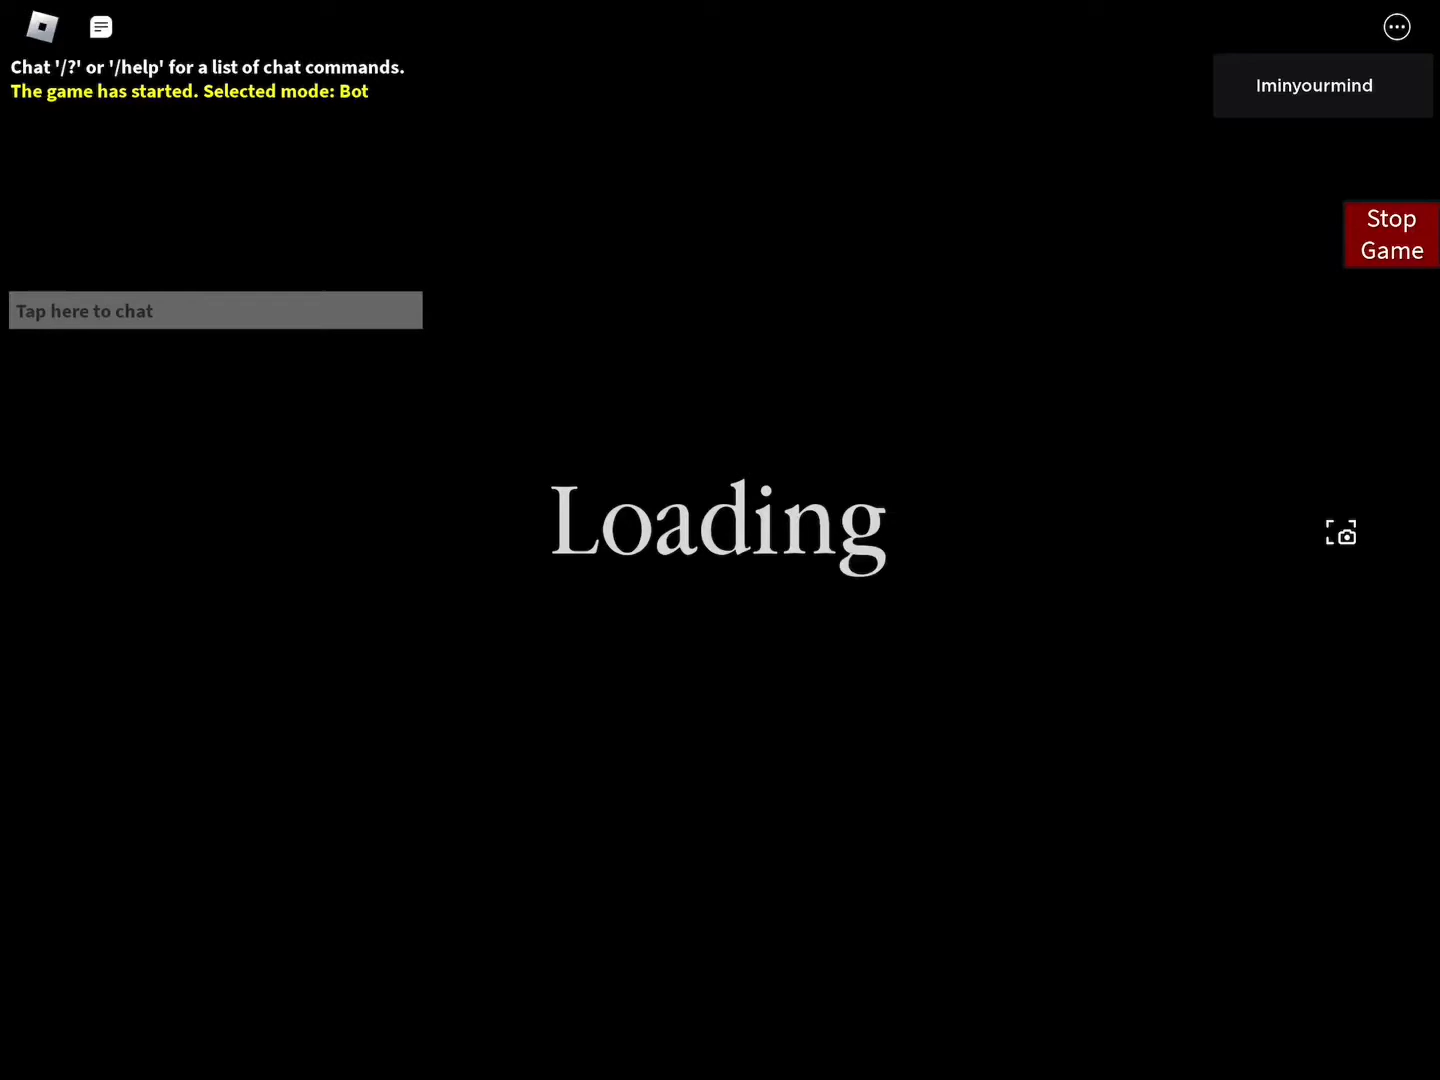 Chat '/?' or '/help' for a list of chat commands.
The game has started. Selected mode: Bot
Iminyourmind
Stop
Game
Tap here to chat
Loading